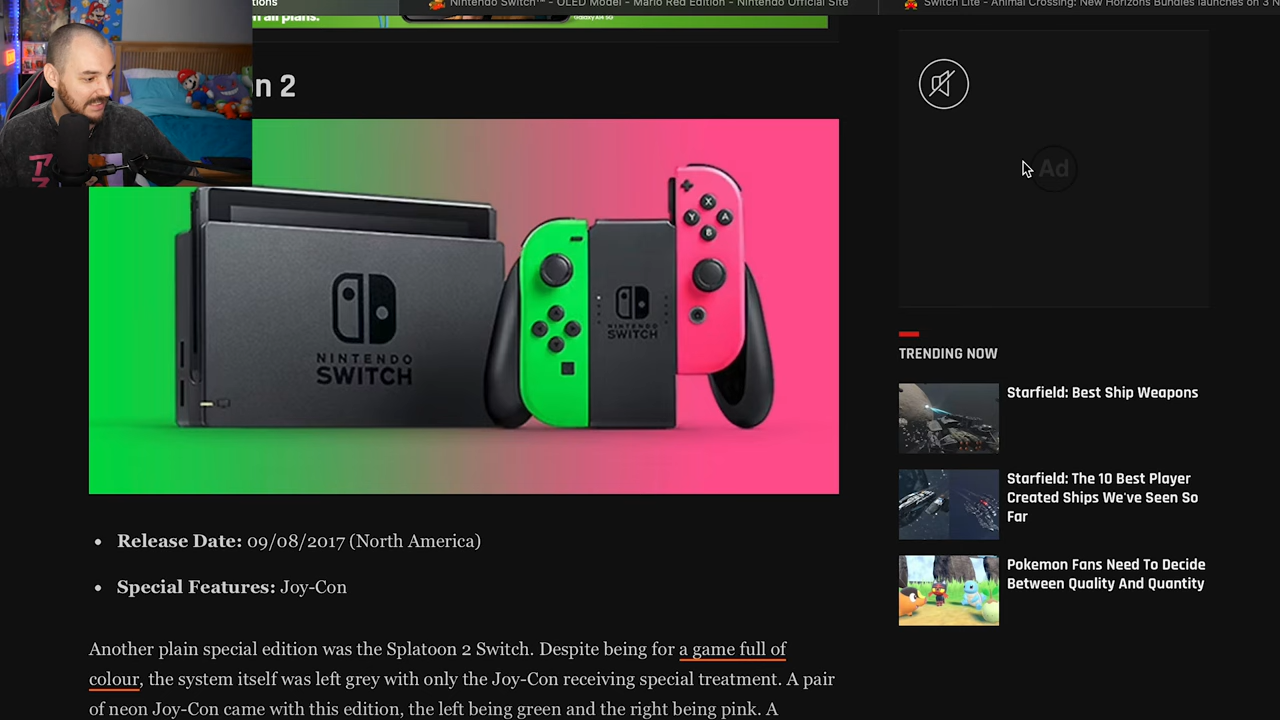 tions
Nintendo Switch™ - OLED Model - Mario Red Edition - Nintendo Official Site
Switch Lite - Animal Crossing: New Horizons Bundles launches on 3 N
n all plans.
Galaxy A14 5G
n 2
Ad
X
Y A
B
NINTENDO
SWITCH
NINTENDO
SWITCH
TRENDING NOW
Starfield: Best Ship Weapons
Starfield: The 10 Best Player
Created Ships We've Seen So
Far
Pokemon Fans Need To Decide
Between Quality And Quantity
• Release Date: 09/08/2017 (North America)
• Special Features: Joy-Con
Another plain special edition was the Splatoon 2 Switch. Despite being for a game full of
colour, the system itself was left grey with only the Joy-Con receiving special treatment. A pair
of neon Joy-Con came with this edition, the left being green and the right being pink. A